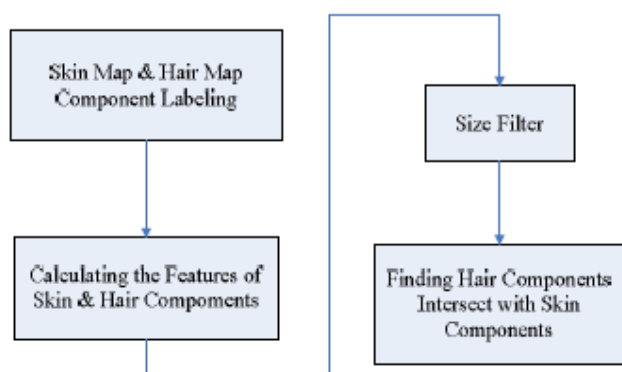 Skin Map & Hair Map
Component Labeling
Calculating the Features of
Skin & Hair Compoments
Size Filter
Finding Hair Components
Intersect with Skin
Components